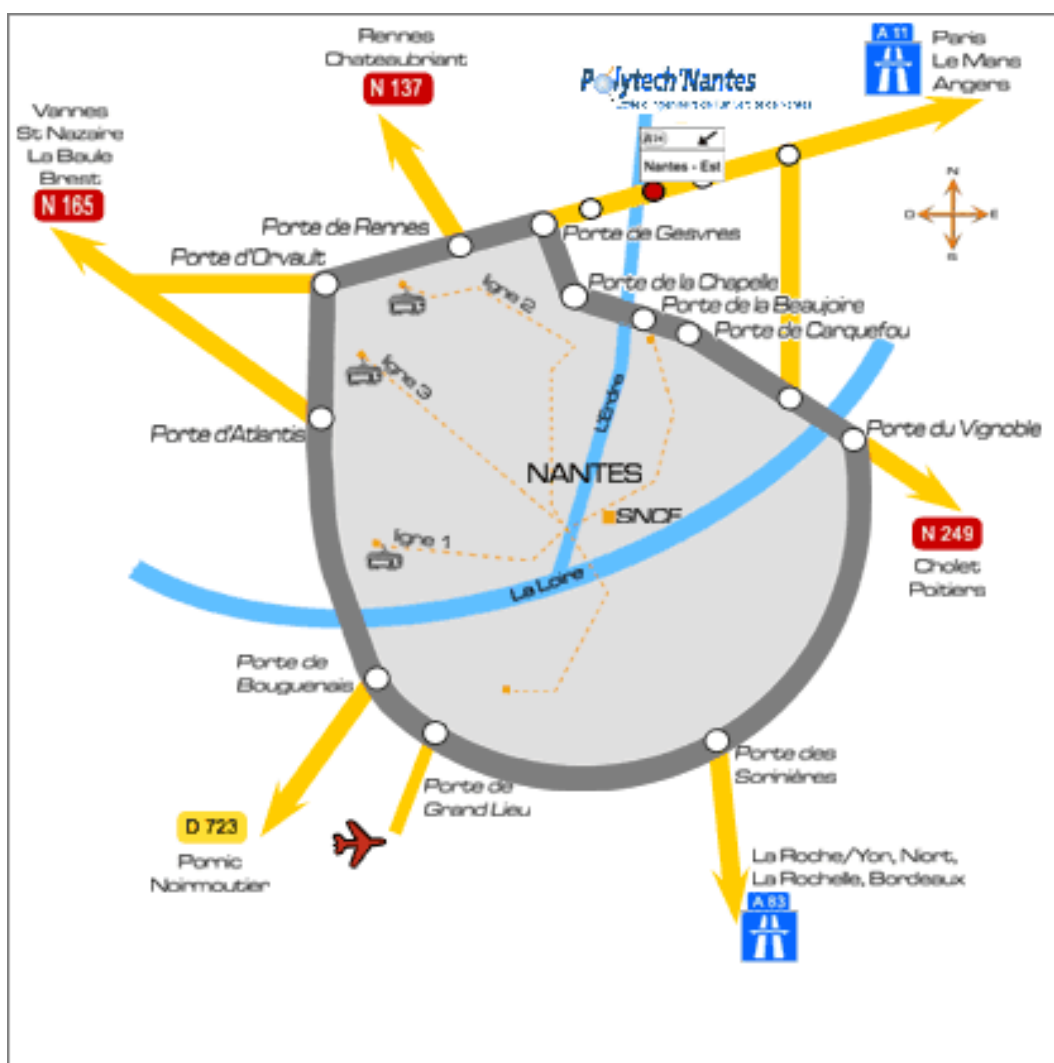 Rennes
Chateaubriant
N 137
Polytech'Nantes
A 11
Paris
Le Mans
Angers
Vannes
St Nazaire
La Baule
Brest
N 165
Nantes - Est
N
O
E
S
Porte de Rennes
Porte de Gesvres
Porte d'Orvault
Porte de la Chapelle
Porte de la Beaujoire
Porte de Carquefou
ligne 2
ligne 3
L'Erdre
Porte d'Atlantis
Porte du Vignoble
NANTES
SNCF
ligne 1
N 249
Cholet
Poitiers
La Loire
Porte de
Bouguenais
Porte des
Sorinières
Porte de
Grand Lieu
D 723
Pornic
Noirmoutier
La Roche/Yon, Niort,
La Rochelle, Bordeaux
A 83